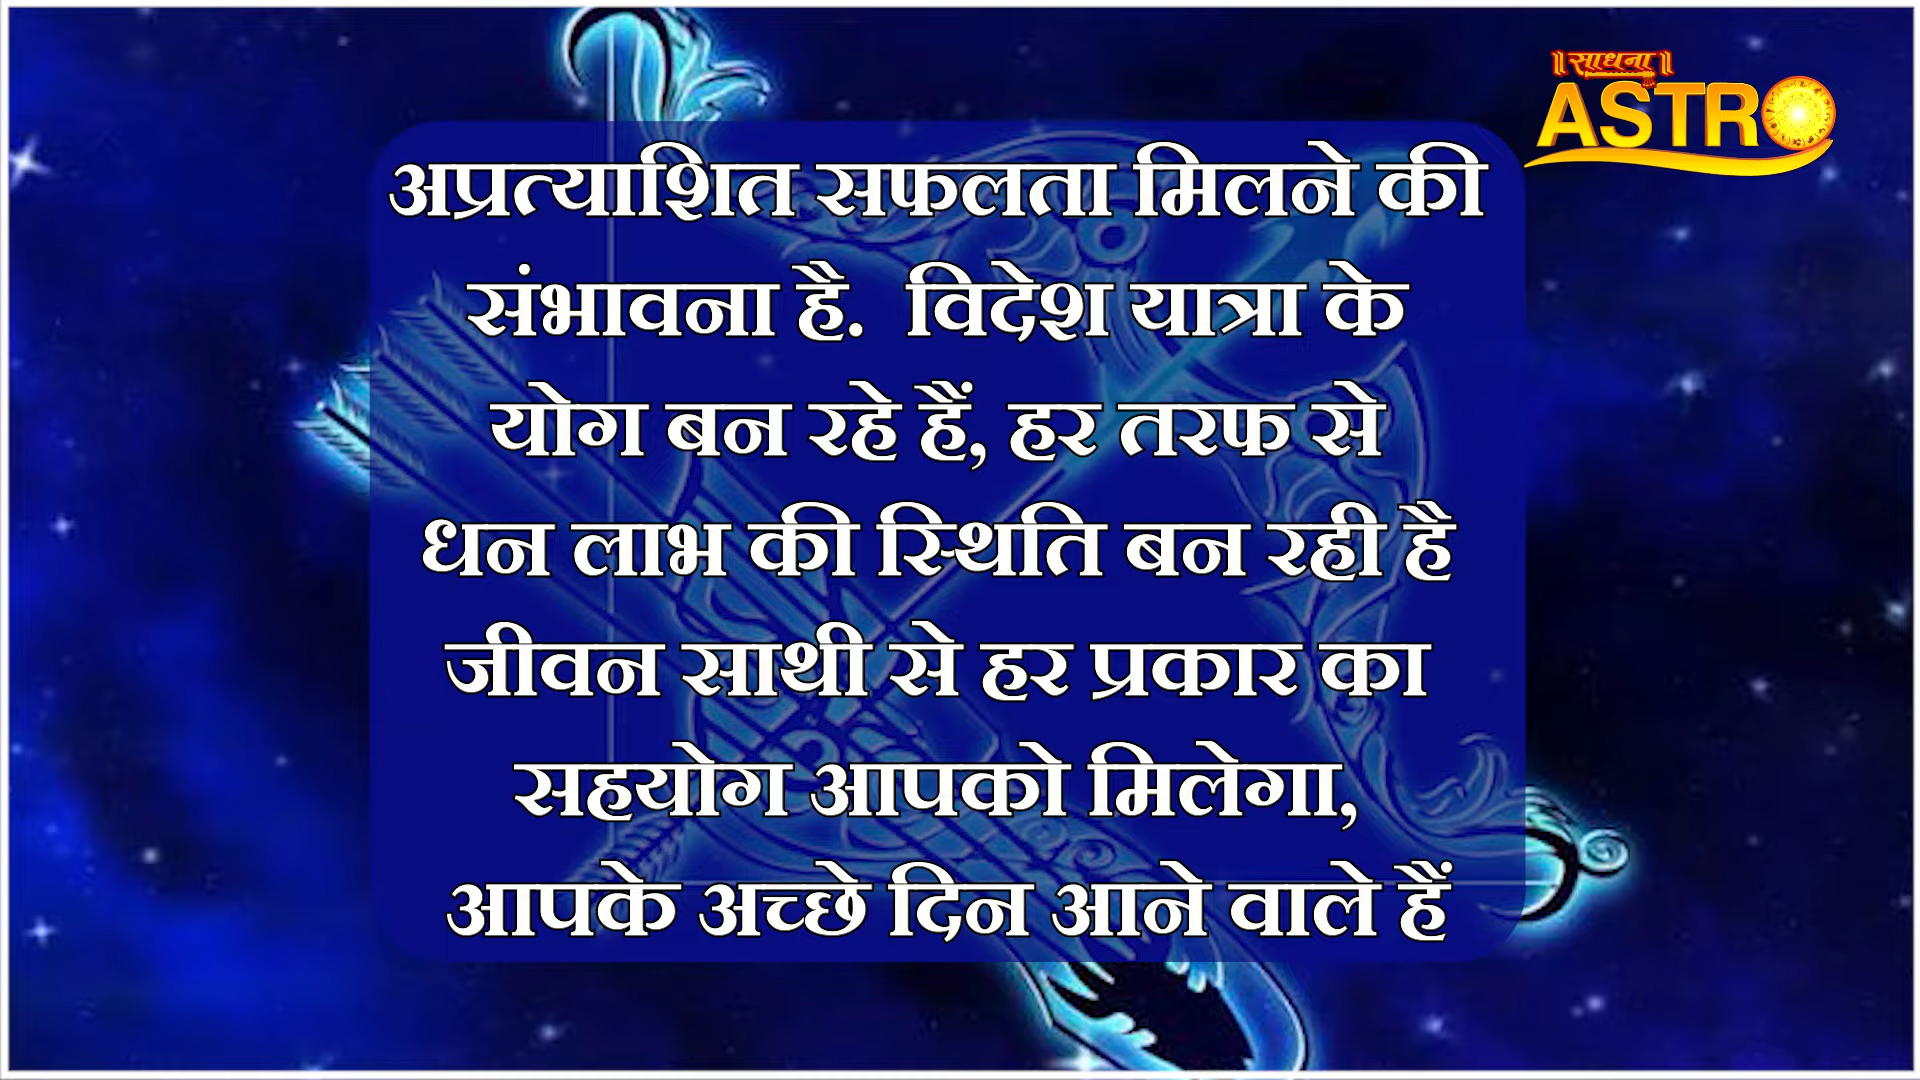 ॥साधना॥
ASTRO
अप्रत्याशित सफलता मिलने की
संभावना है. विदेश यात्रा के
योग बन रहे हैं, हर तरफ से
धन लाभ की स्थिति बन रही है
जीवन साथी से हर प्रकार का
सहयोग आपको मिलेगा,
आपके अच्छे दिन आने वाले हैं